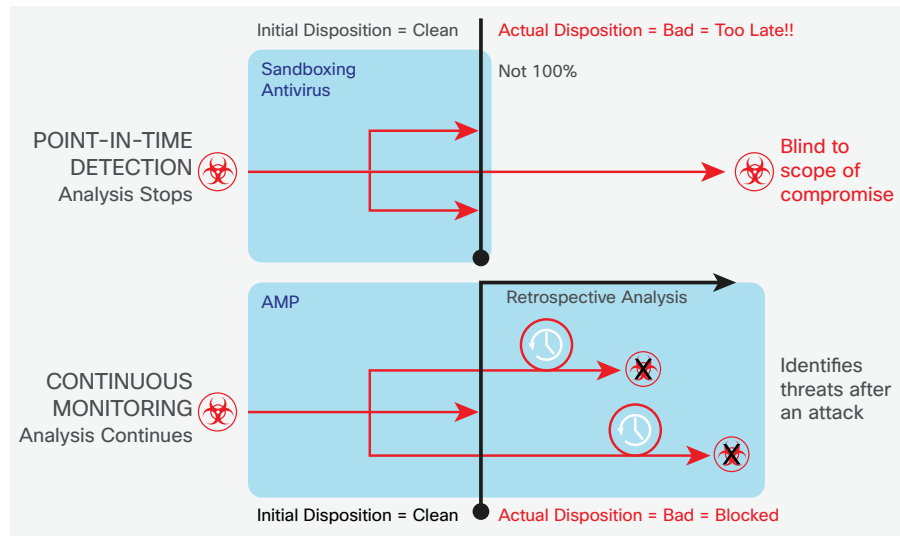 Initial Disposition = Clean
Actual Disposition = Bad = Too Late!!
Sandboxing
Antivirus
Not 100%
POINT-IN-TIME
DETECTION
Analysis Stops
Blind to
scope of
compromise
AMP
Retrospective Analysis
CONTINUOUS
MONITORING
Analysis Continues
X
X
Identifies
threats after
an attack
Initial Disposition = Clean
Actual Disposition = Bad = Blocked